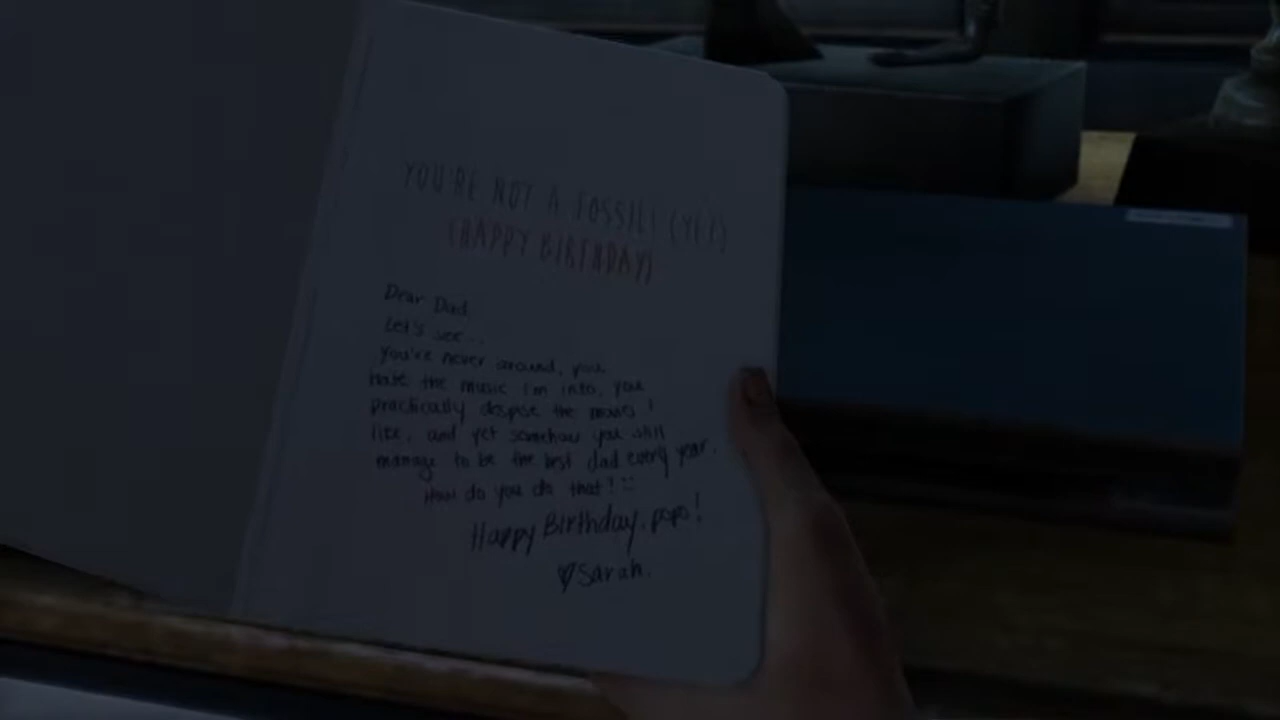 YOU'RE NOT A FOSSIL! (YET)
(HAPPY BIRTHDAY)
Dear Dad
Let's see...
you're never around, you
hate the music I'm into, you
practically despise the movies I
like, and yet somehow you still
manage to be the best dad every year.
How do you do that! :)
Happy Birthday, papa!
♡Sarah.